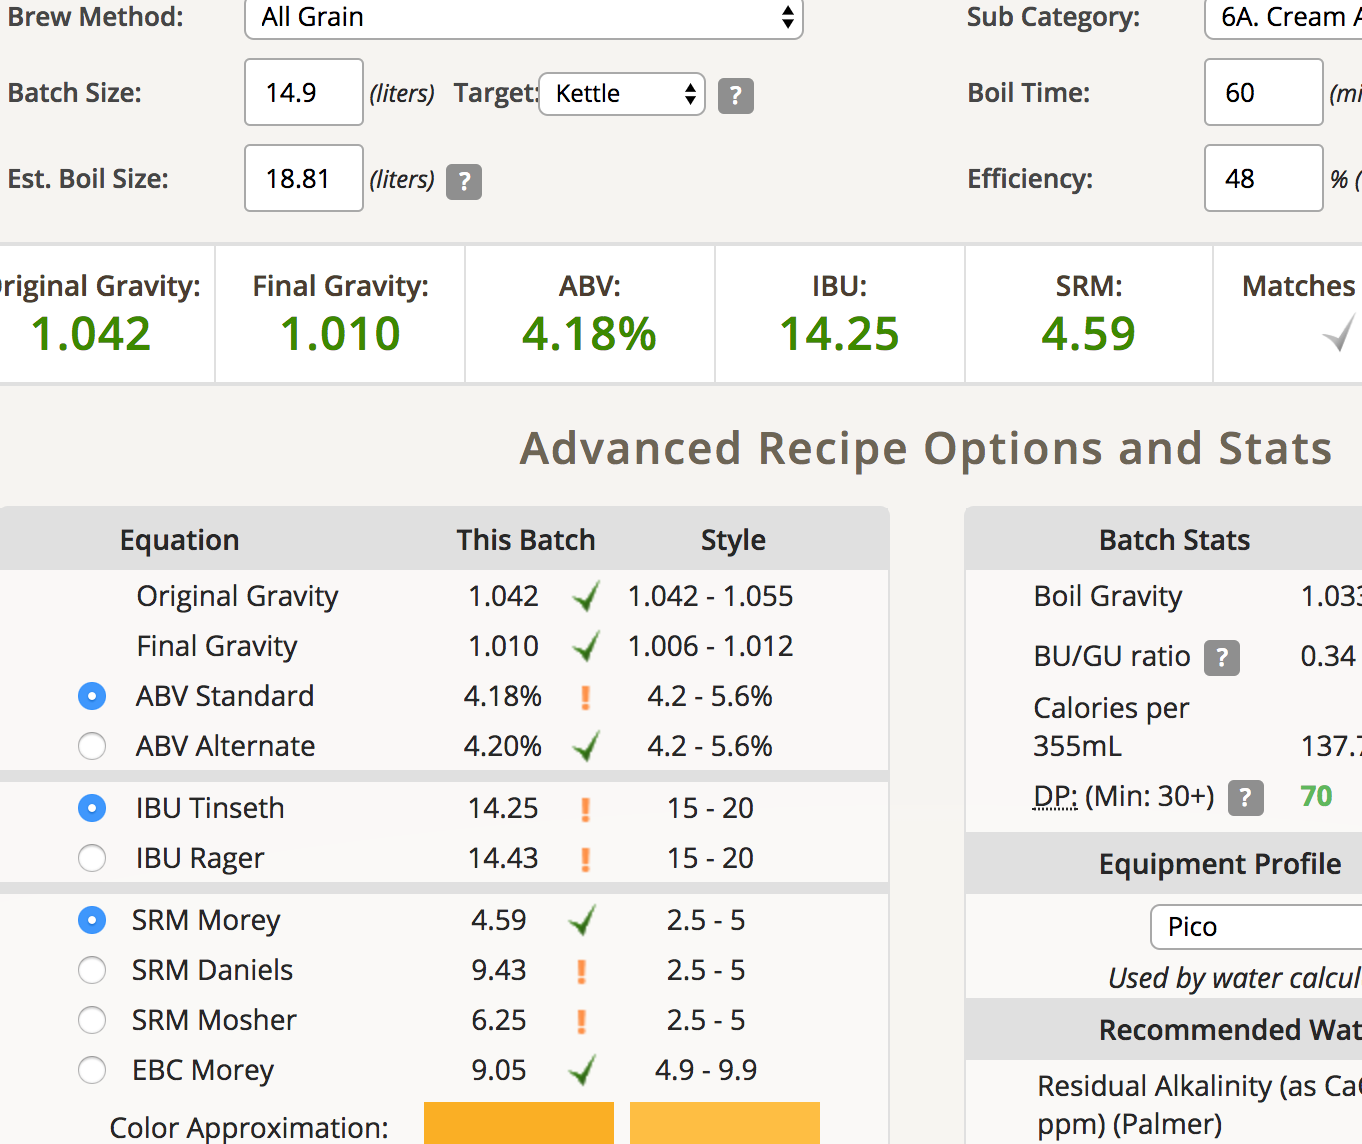 Brew Method: All Grain Sub Category: 6A. Cream
Batch Size: 14.9 (liters) Target: Kettle ? Boil Time: 60 (mi
Est. Boil Size: 18.81 (liters) ? Efficiency: 48 % (
riginal Gravity: Final Gravity: ABV: IBU: SRM: Matches
1.042 1.010 4.18% 14.25 4.59
Advanced Recipe Options and Stats
Equation This Batch Style
Original Gravity 1.042 1.042 - 1.055
Final Gravity 1.010 1.006 - 1.012
ABV Standard 4.18% ! 4.2 - 5.6%
ABV Alternate 4.20% 4.2 - 5.6%
IBU Tinseth 14.25 ! 15 - 20
IBU Rager 14.43 ! 15 - 20
SRM Morey 4.59 2.5 - 5
SRM Daniels 9.43 ! 2.5 - 5
SRM Mosher 6.25 ! 2.5 - 5
EBC Morey 9.05 4.9 - 9.9
Color Approximation:
Batch Stats
Boil Gravity 1.033
BU/GU ratio ? 0.34
Calories per
355mL 137.7
DP: (Min: 30+) ? 70
Equipment Profile
Pico
Used by water calcul
Recommended Wat
Residual Alkalinity (as CaC
ppm) (Palmer)